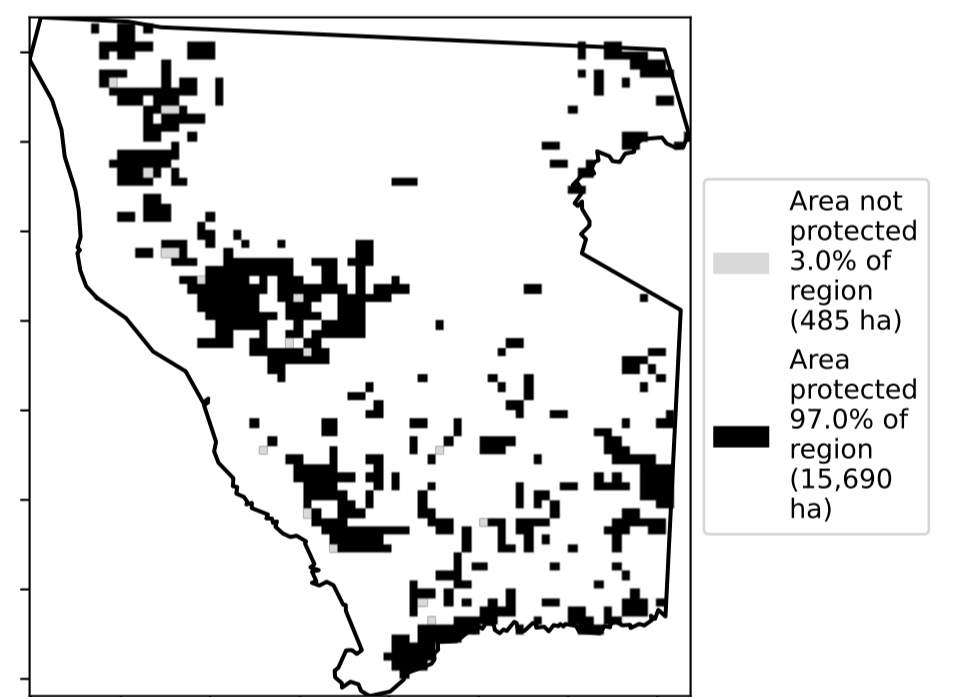 Area not
protected
3.0% of
region
(485 ha)
Area
protected
97.0% of
region
(15,690
ha)